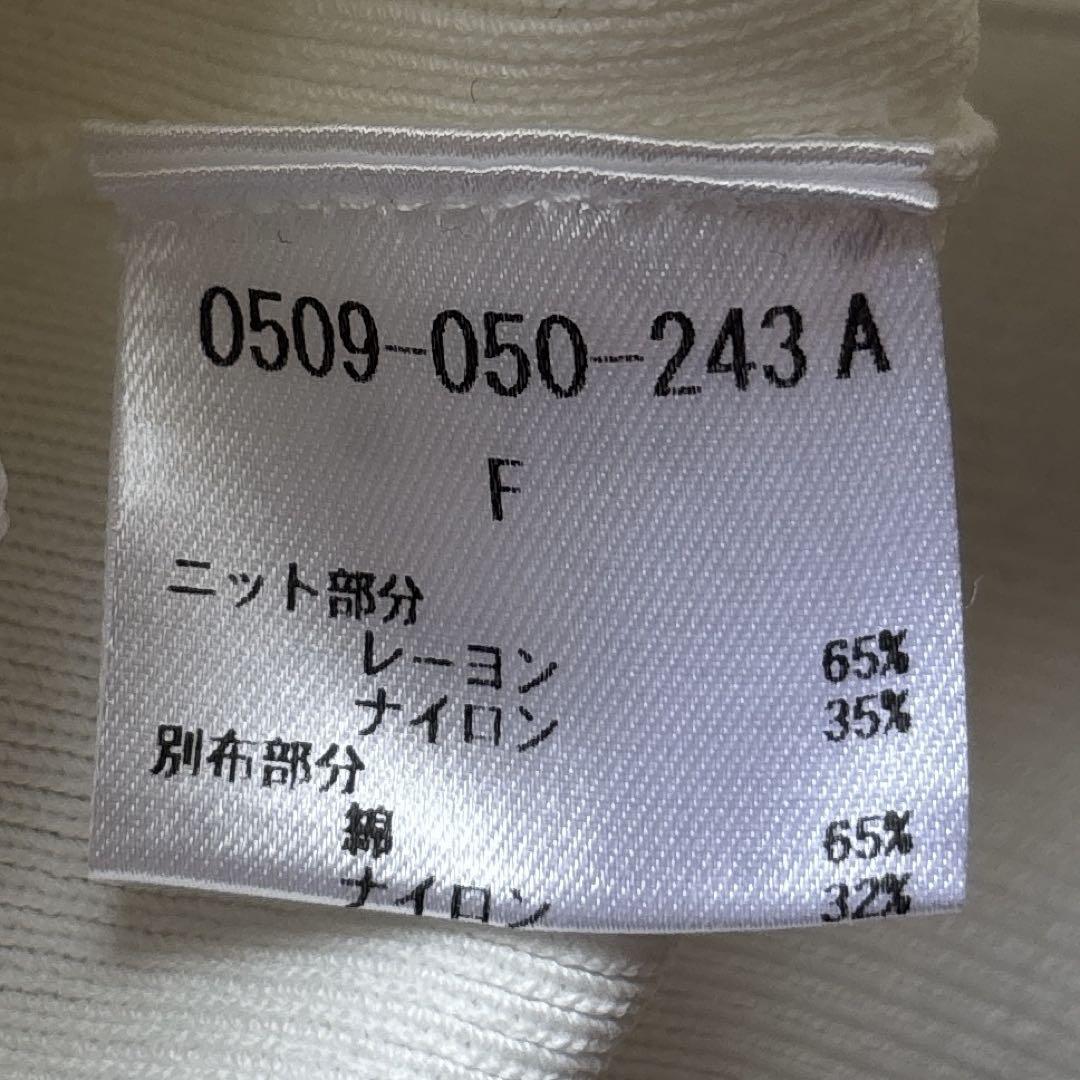 0509-050-243 A
F
ニット部分
レーヨン 65%
ナイロン 35%
別布部分
綿 65%
ナイロン 32%